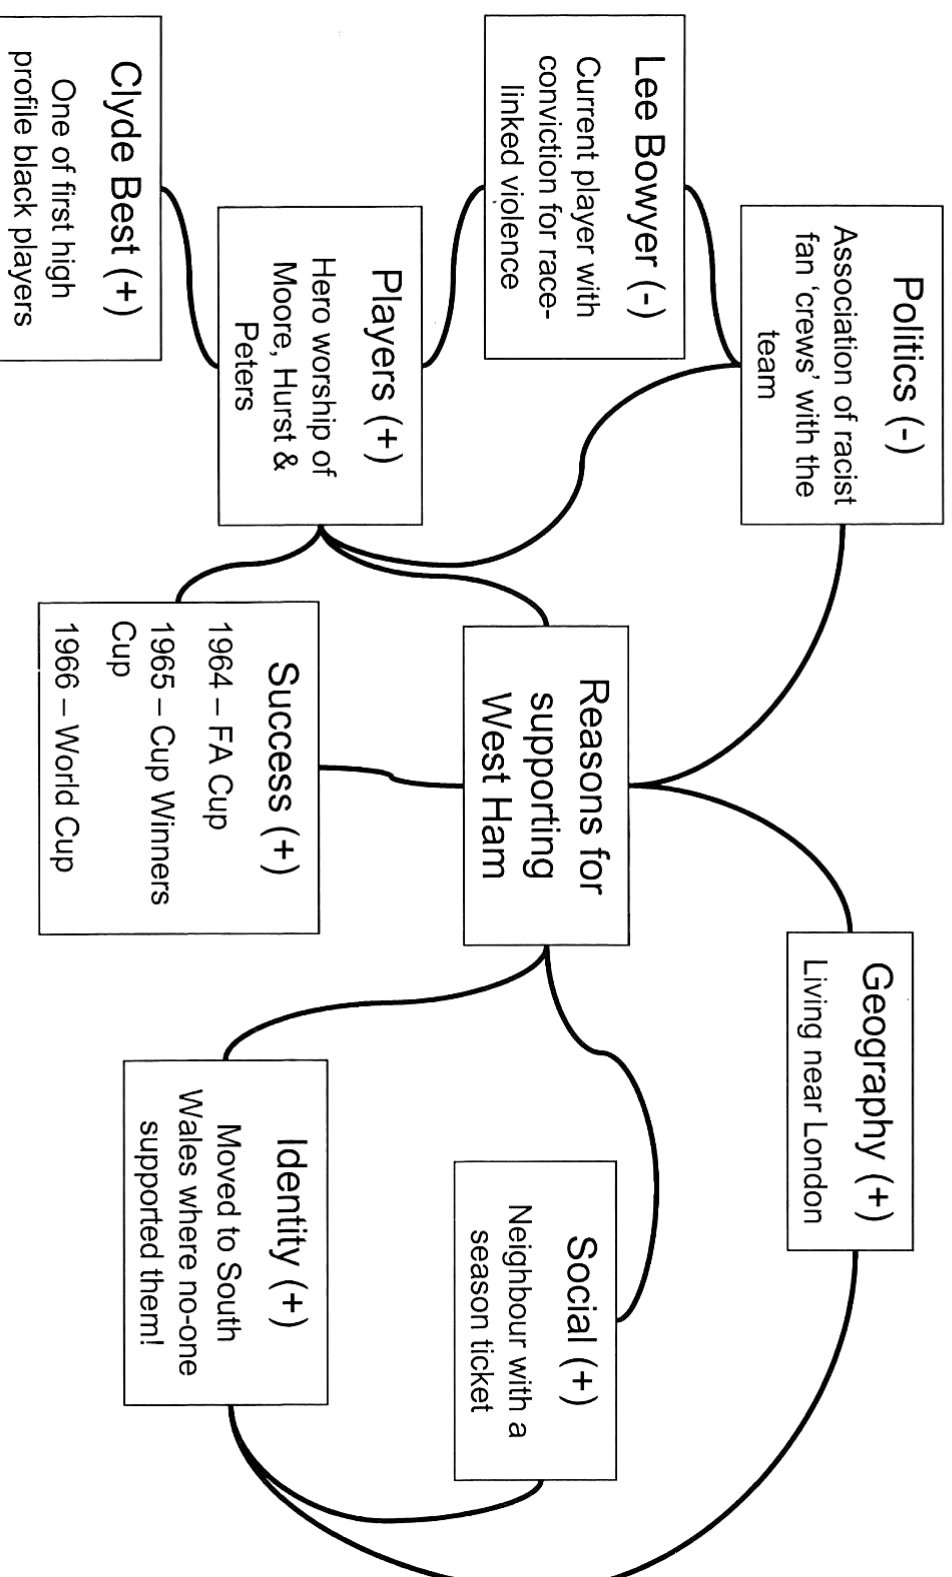 Politics (-)
Association of racist
fan ‘crews’ with the
team
Geography (+)
Living near London
Lee Bowyer (-)
Current player with
conviction for race-
linked violence
Reasons for
supporting
West Ham
Social (+)
Neighbour with a
season ticket
Players (+)
Hero worship of
Moore, Hurst &
Peters
Success (+)
1964 – FA Cup
1965 – Cup Winners
Cup
1966 – World Cup
Identity (+)
Moved to South
Wales where no-one
supported them!
Clyde Best (+)
One of first high
profile black players